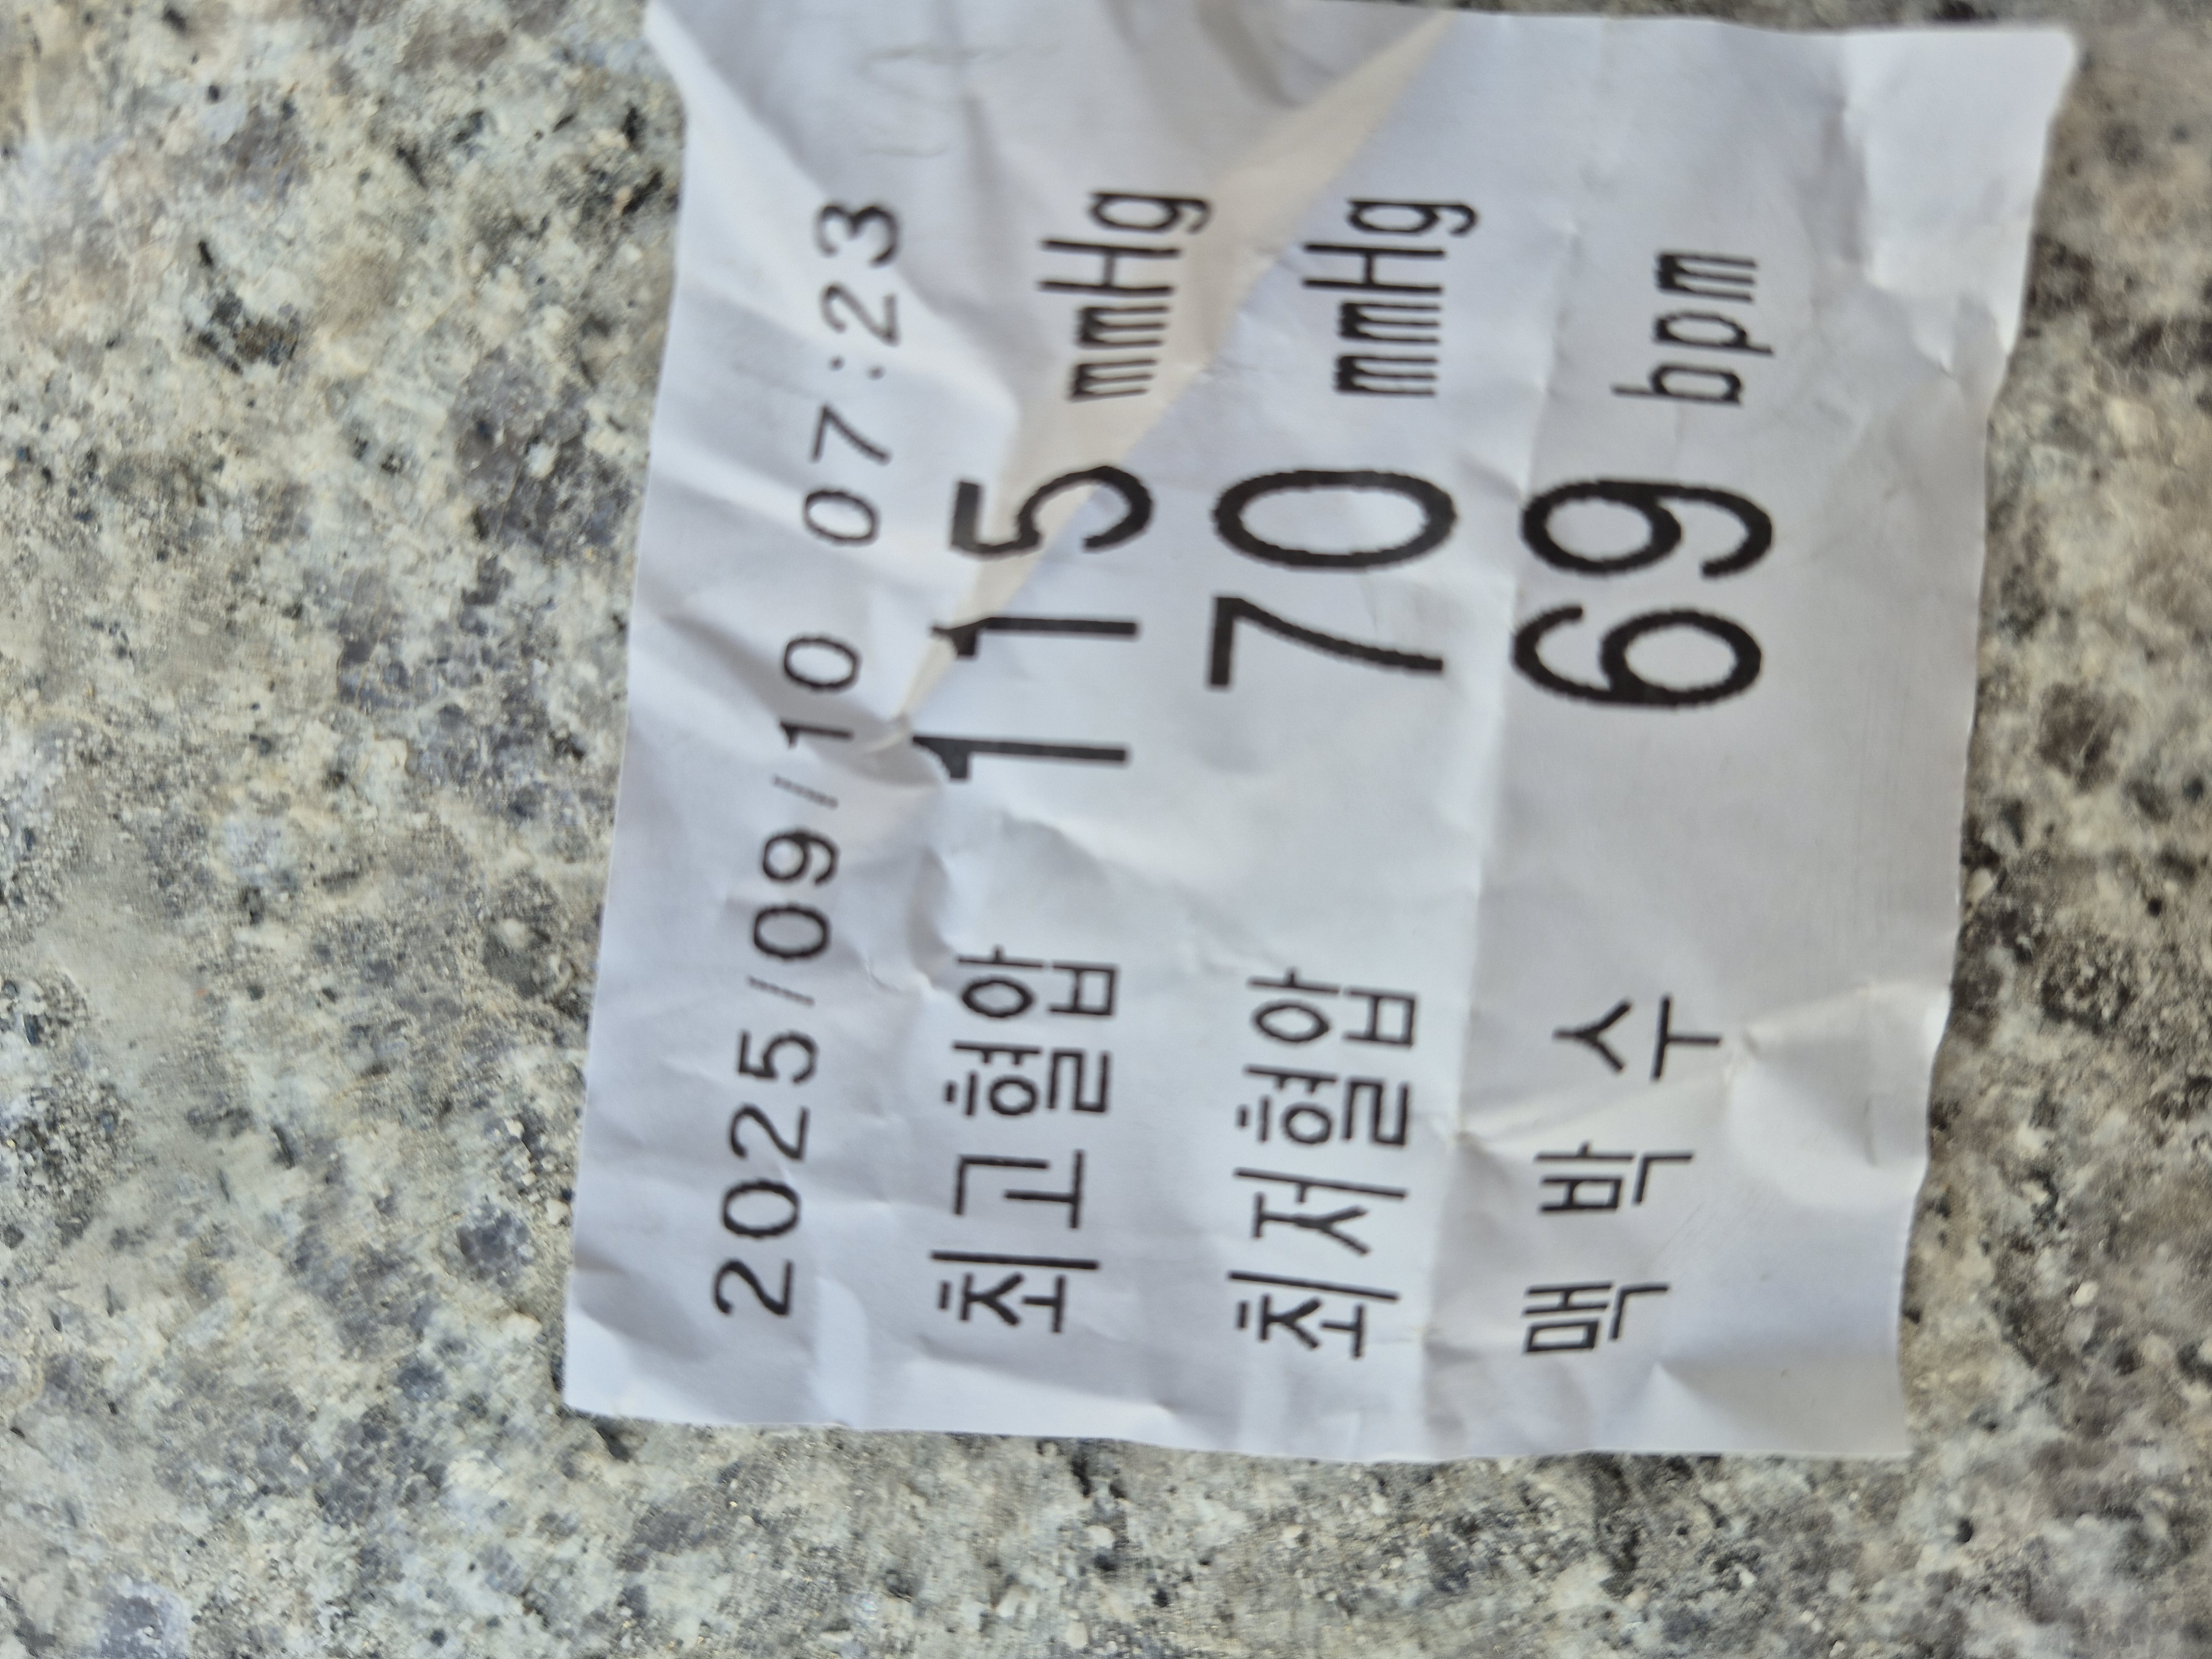 2025/09/10 07:23
최고혈압 115 mmHg
최저혈압 70 mmHg
맥 박 수 69 bpm